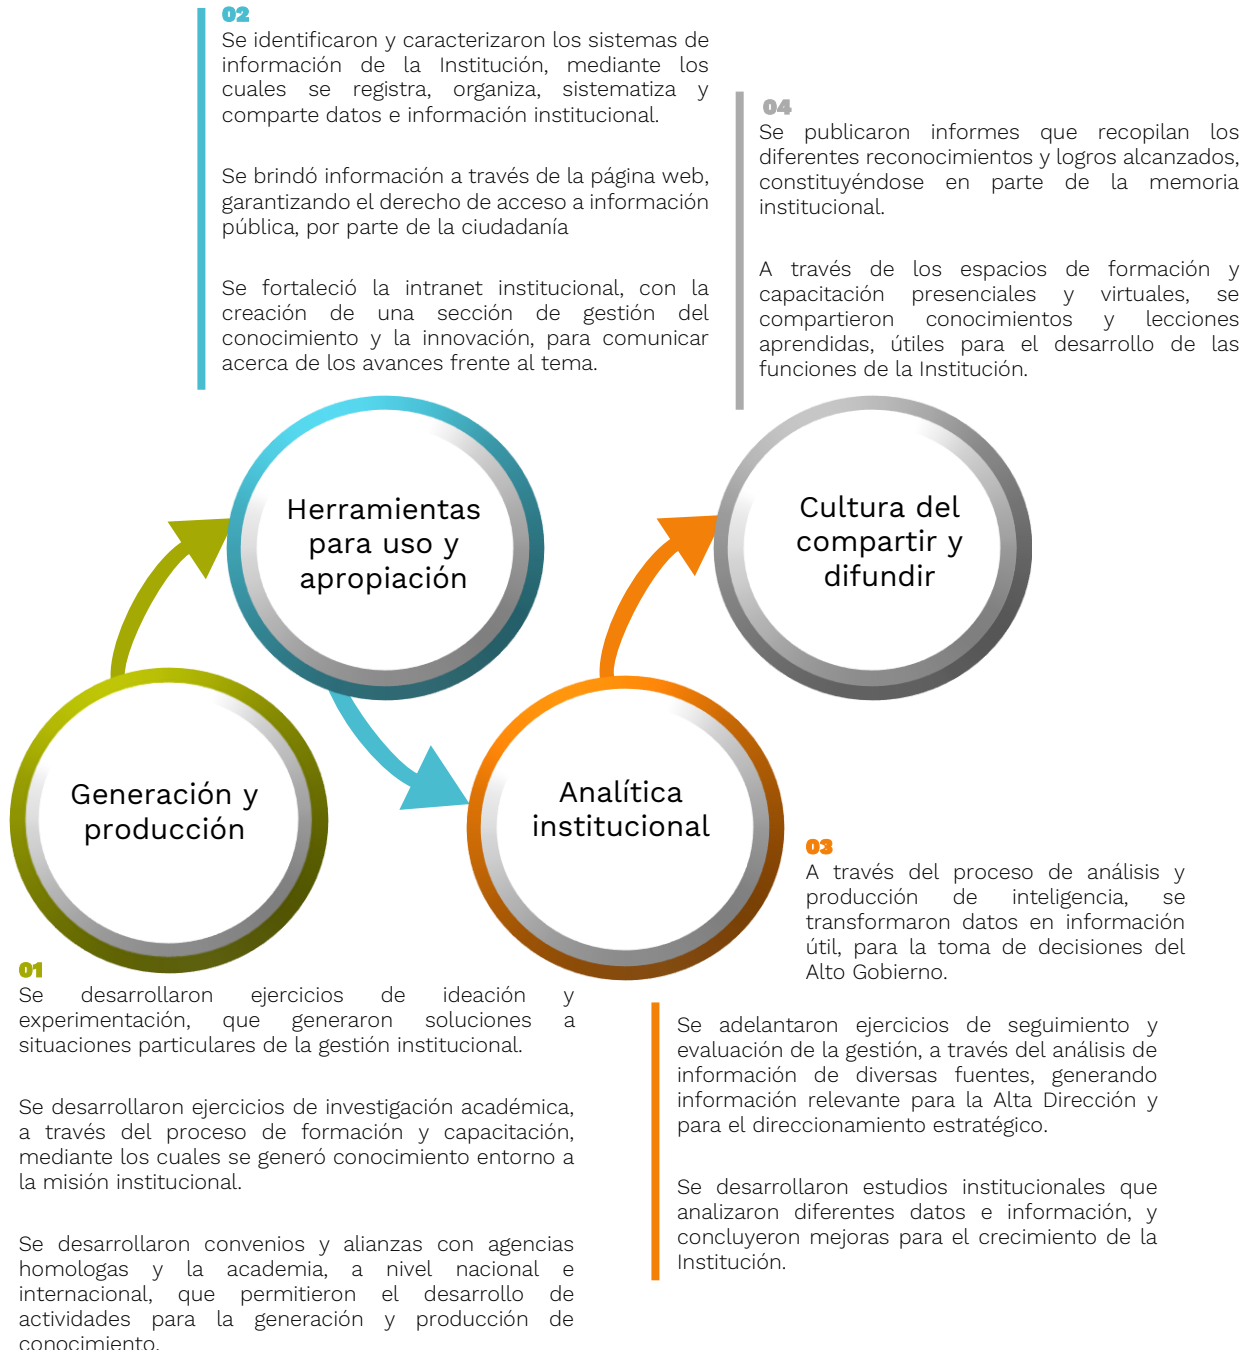 02
Se identificaron y caracterizaron los sistemas de
información de la Institución, mediante los
cuales se registra, organiza, sistematiza y
comparte datos e información institucional.
Se brindó información a través de la página web,
garantizando el derecho de acceso a información
pública, por parte de la ciudadanía
Se fortaleció la intranet institucional, con la
creación de una sección de gestión del
conocimiento y la innovación, para comunicar
acerca de los avances frente al tema.
04
Se publicaron informes que recopilan los
diferentes reconocimientos y logros alcanzados,
constituyéndose en parte de la memoria
institucional.
A través de los espacios de formación y
capacitación presenciales y virtuales, se
compartieron conocimientos y lecciones
aprendidas, útiles para el desarrollo de las
funciones de la Institución.
Herramientas
para uso y
apropiación
Cultura del
compartir y
difundir
Generación y
producción
Analítica
institucional
03
A través del proceso de análisis y
producción de inteligencia, se
transformaron datos en información
útil, para la toma de decisiones del
Alto Gobierno.
Se adelantaron ejercicios de seguimiento y
evaluación de la gestión, a través del análisis de
información de diversas fuentes, generando
información relevante para la Alta Dirección y
para el direccionamiento estratégico.
Se desarrollaron estudios institucionales que
analizaron diferentes datos e información, y
concluyeron mejoras para el crecimiento de la
Institución.
01
Se desarrollaron ejercicios de ideación y
experimentación, que generaron soluciones a
situaciones particulares de la gestión institucional.
Se desarrollaron ejercicios de investigación académica,
a través del proceso de formación y capacitación,
mediante los cuales se generó conocimiento entorno a
la misión institucional.
Se desarrollaron convenios y alianzas con agencias
homologas y la academia, a nivel nacional e
internacional, que permitieron el desarrollo de
actividades para la generación y producción de
conocimiento.